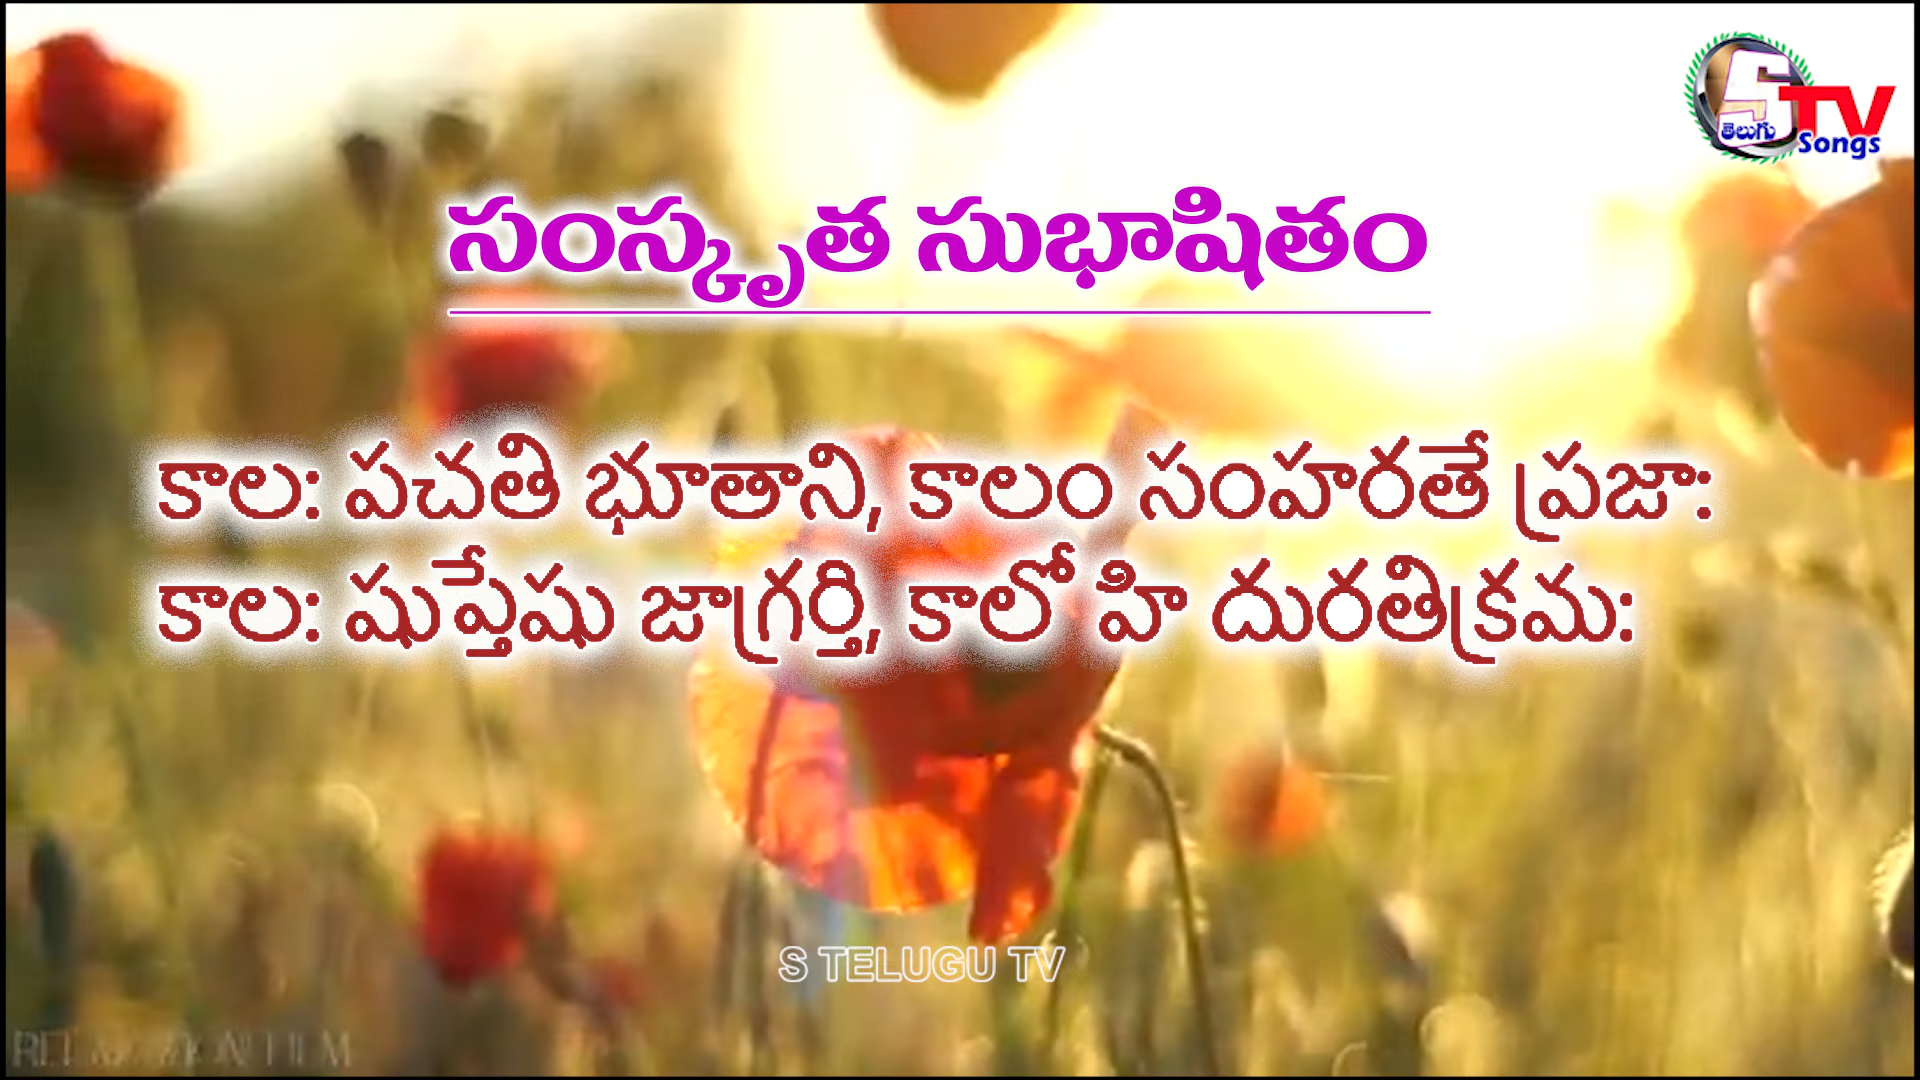 S TV
తెలుగు Songs
సంస్కృత సుభాషితం
కాల: పచతి భూతాని, కాలం సంహరతే ప్రజా:
కాల: షుప్తేషు జాగ్రర్తి, కాలో హి దురతిక్రమ:
S TELUGU TV